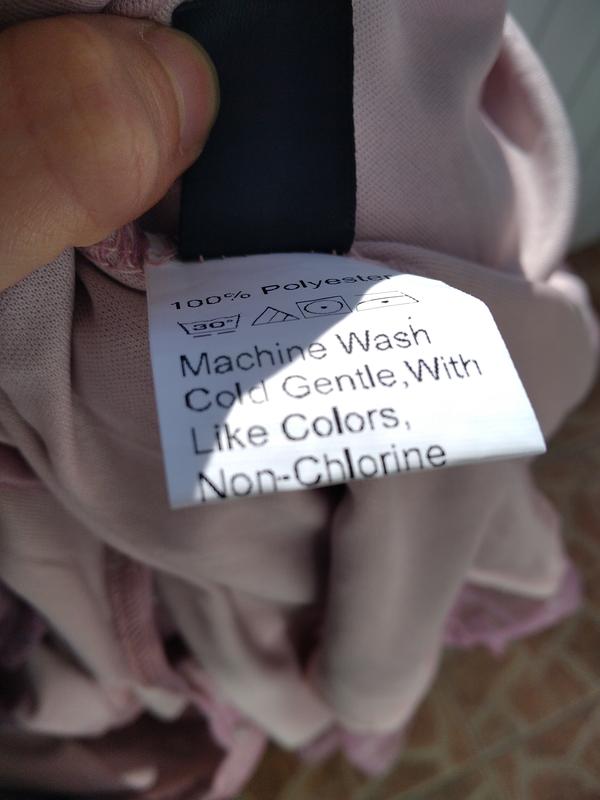 100% Polyester
30°
Machine Wash
Cold Gentle,With
Like Colors,
Non-Chlorine